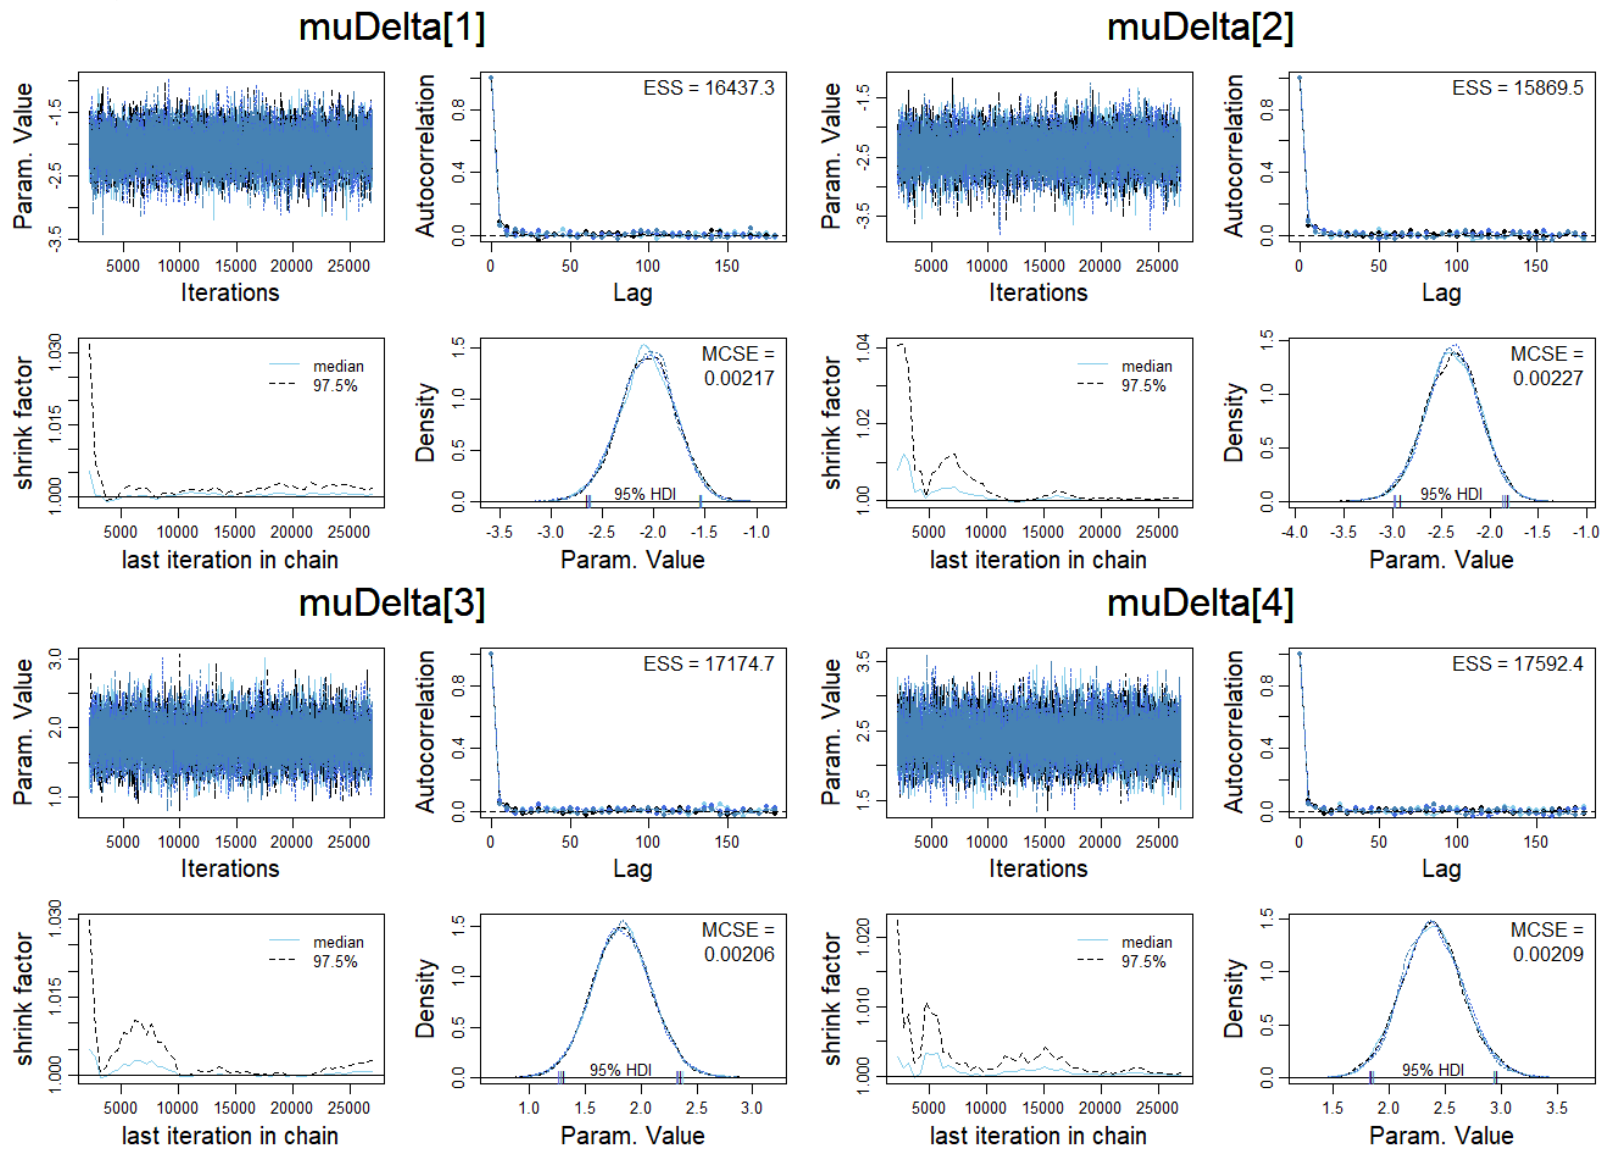 muDelta[1]
Param. Value
-3.5 -2.5 -1.5
5000 10000 15000 20000 25000
Iterations
Autocorrelation
0.0 0.4 0.8
ESS = 16437.3
0 50 100 150
Lag
shrink factor
1.000 1.015 1.030
median
97.5%
5000 10000 15000 20000 25000
last iteration in chain
Density
0.0 0.5 1.0 1.5
MCSE =
0.00217
95% HDI
-3.5 -3.0 -2.5 -2.0 -1.5 -1.0
Param. Value
muDelta[2]
Param. Value
-3.5 -2.5 -1.5
5000 10000 15000 20000 25000
Iterations
Autocorrelation
0.0 0.4 0.8
ESS = 15869.5
0 50 100 150
Lag
shrink factor
1.00 1.02 1.04
median
97.5%
5000 10000 15000 20000 25000
last iteration in chain
Density
0.0 0.5 1.0 1.5
MCSE =
0.00227
95% HDI
-4.0 -3.5 -3.0 -2.5 -2.0 -1.5 -1.0
Param. Value
muDelta[3]
Param. Value
1.0 2.0 3.0
5000 10000 15000 20000 25000
Iterations
Autocorrelation
0.0 0.4 0.8
ESS = 17174.7
0 50 100 150
Lag
shrink factor
1.000 1.015 1.030
median
97.5%
5000 10000 15000 20000 25000
last iteration in chain
Density
0.0 0.5 1.0 1.5
MCSE =
0.00206
95% HDI
1.0 1.5 2.0 2.5 3.0
Param. Value
muDelta[4]
Param. Value
1.5 2.5 3.5
5000 10000 15000 20000 25000
Iterations
Autocorrelation
0.0 0.4 0.8
ESS = 17592.4
0 50 100 150
Lag
shrink factor
1.000 1.010 1.020
median
97.5%
5000 10000 15000 20000 25000
last iteration in chain
Density
0.0 0.5 1.0 1.5
MCSE =
0.00209
95% HDI
1.5 2.0 2.5 3.0 3.5
Param. Value